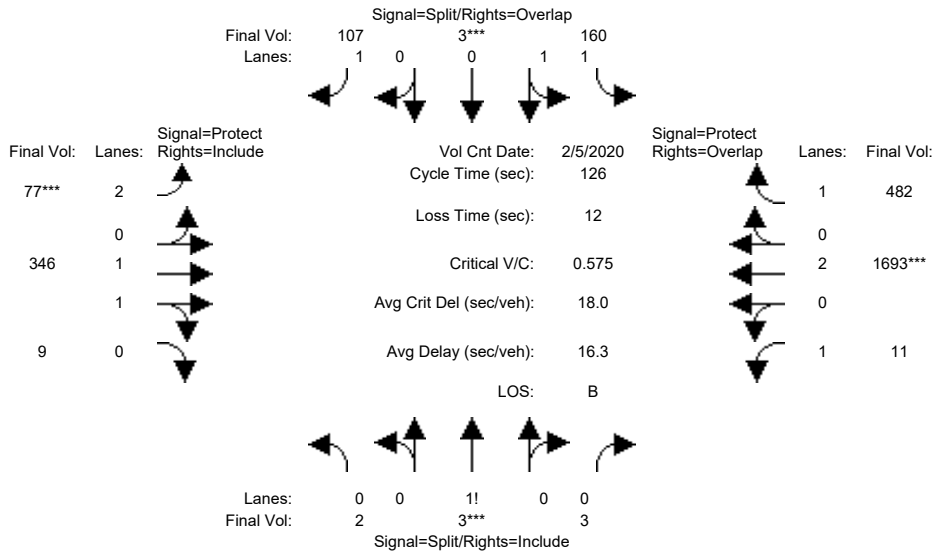 Signal=Split/Rights=Overlap
Final Vol: 107 3*** 160
Lanes: 1 0 0 1 1
Signal=Protect Signal=Protect
Final Vol: Lanes: Rights=Include Vol Cnt Date: 2/5/2020 Rights=Overlap Lanes: Final Vol:
Cycle Time (sec): 126
77*** 2 1 482
Loss Time (sec): 12
0 0
346 1 Critical V/C: 0.575 2 1693***
1 Avg Crit Del (sec/veh): 18.0 0
9 0 Avg Delay (sec/veh): 16.3 1 11
LOS: B
Lanes: 0 0 1! 0 0
Final Vol: 2 3*** 3
Signal=Split/Rights=Include